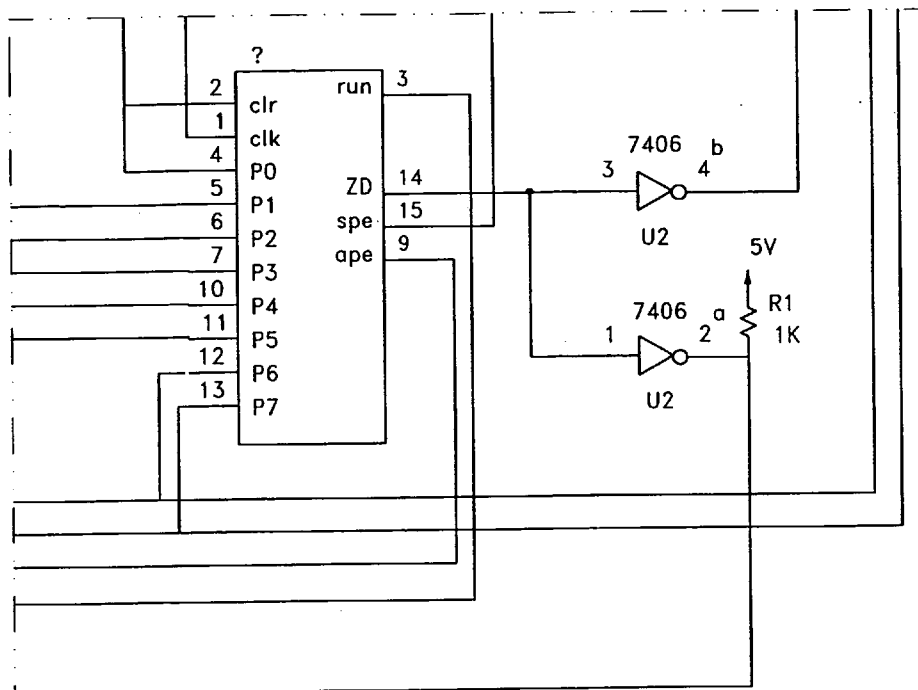 ?
2 clr run 3
1 clk
4 P0
5 P1 ZD 14
6 P2 spe 15
7 P3 ape 9
10 P4
11 P5
12 P6
13 P7
7406 b
3 4
U2
5V
7406 a R1
1 2 1K
U2